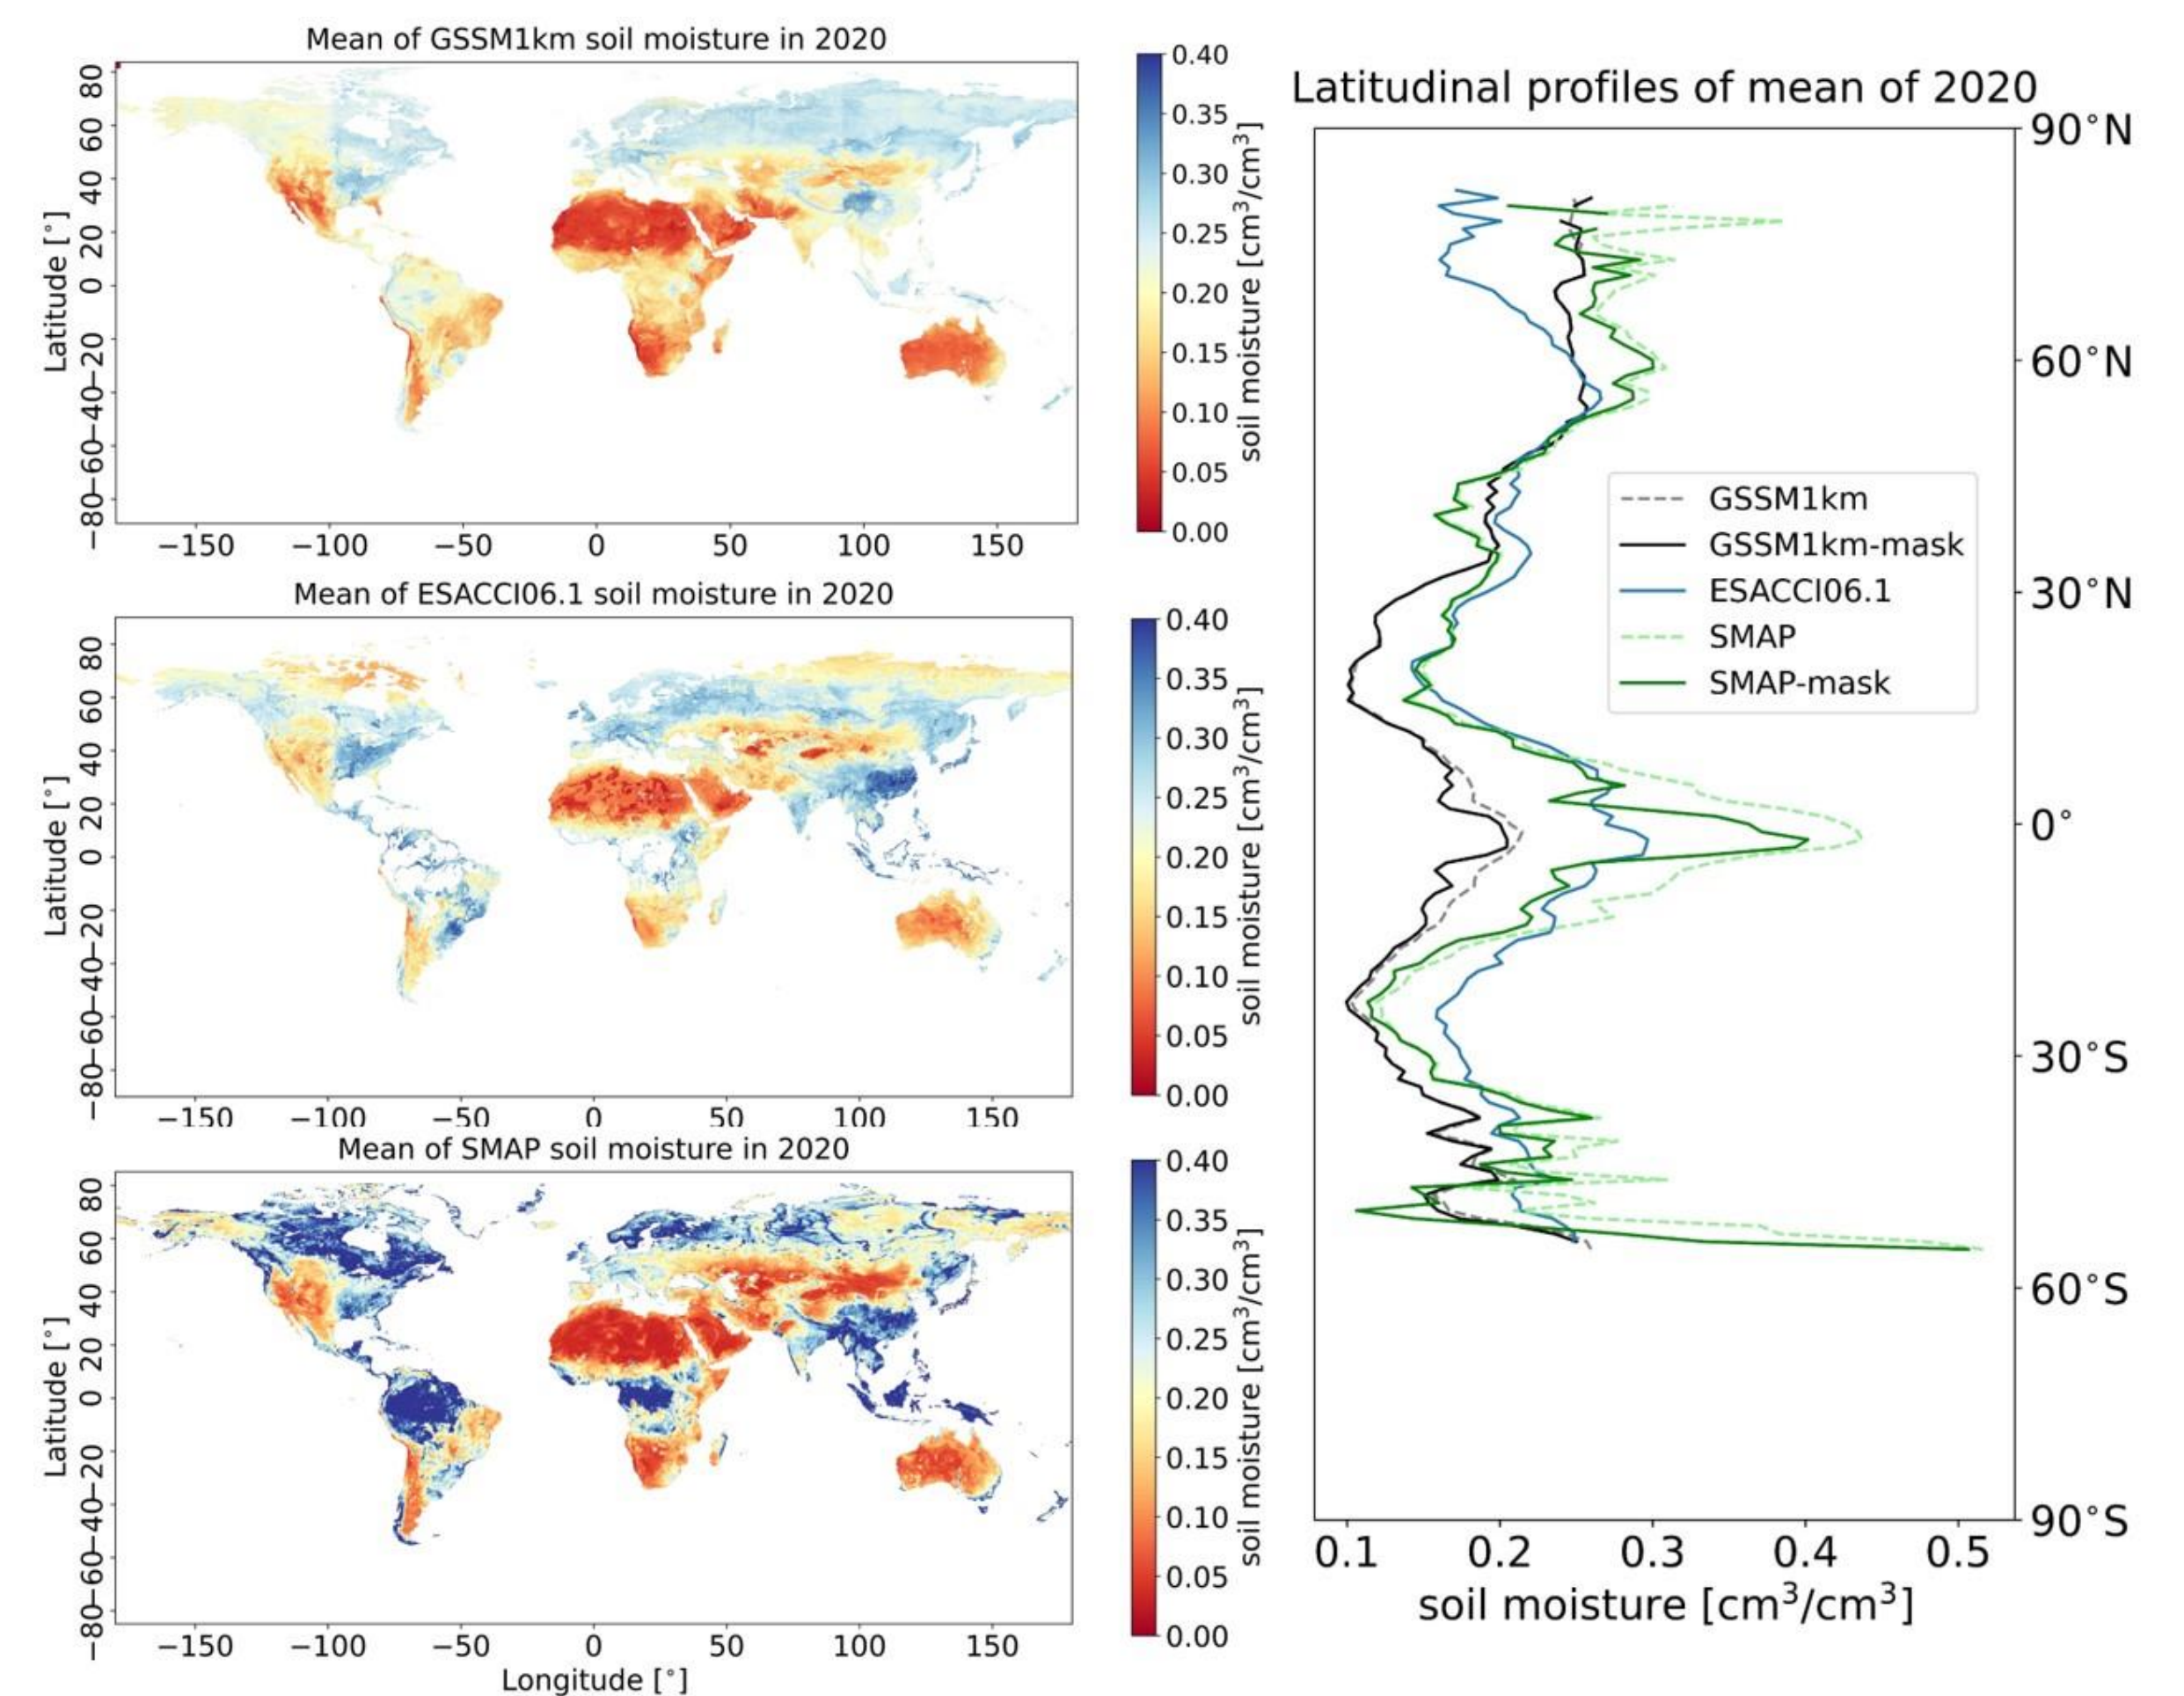 Mean of GSSM1km soil moisture in 2020
Latitude [°]
80
60
40
20
0
−20
−40
−60
−80
−150 −100 −50 0 50 100 150
0.40
0.35
0.30
0.25
0.20
0.15
0.10
0.05
0.00
soil moisture [cm³/cm³]
Mean of ESACCI06.1 soil moisture in 2020
Latitude [°]
80
60
40
20
0
−20
−40
−60
−80
−150 −100 −50 0 50 100 150
0.40
0.35
0.30
0.25
0.20
0.15
0.10
0.05
0.00
soil moisture [cm³/cm³]
Mean of SMAP soil moisture in 2020
Latitude [°]
80
60
40
20
0
−20
−40
−60
−80
−150 −100 −50 0 50 100 150
Longitude [°]
0.40
0.35
0.30
0.25
0.20
0.15
0.10
0.05
0.00
soil moisture [cm³/cm³]
Latitudinal profiles of mean of 2020
90°N
60°N
30°N
0°
30°S
60°S
90°S
GSSM1km
GSSM1km-mask
ESACCI06.1
SMAP
SMAP-mask
0.1 0.2 0.3 0.4 0.5
soil moisture [cm³/cm³]